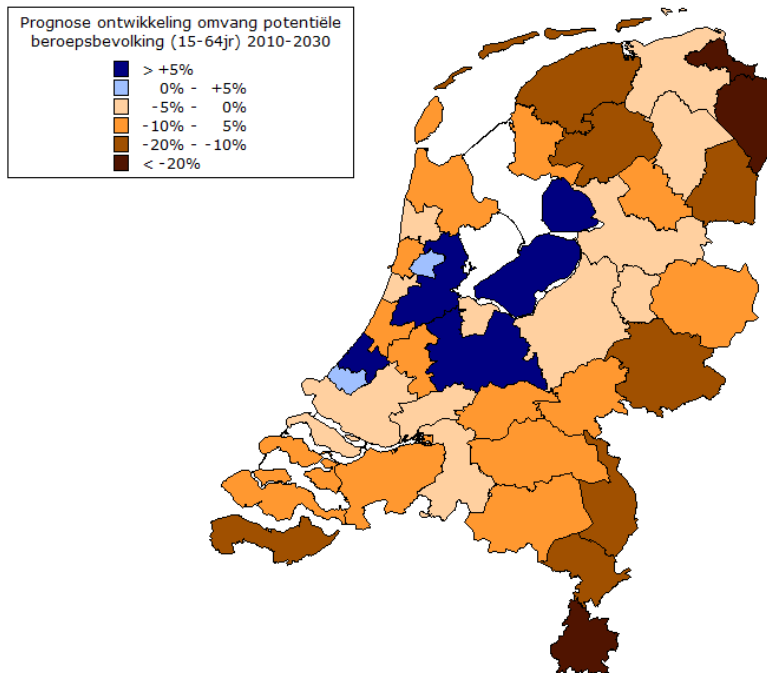 Prognose ontwikkeling omvang potentiële
beroepsbevolking (15-64jr) 2010-2030
> +5%
0% - +5%
-5% - 0%
-10% - 5%
-20% - -10%
< -20%